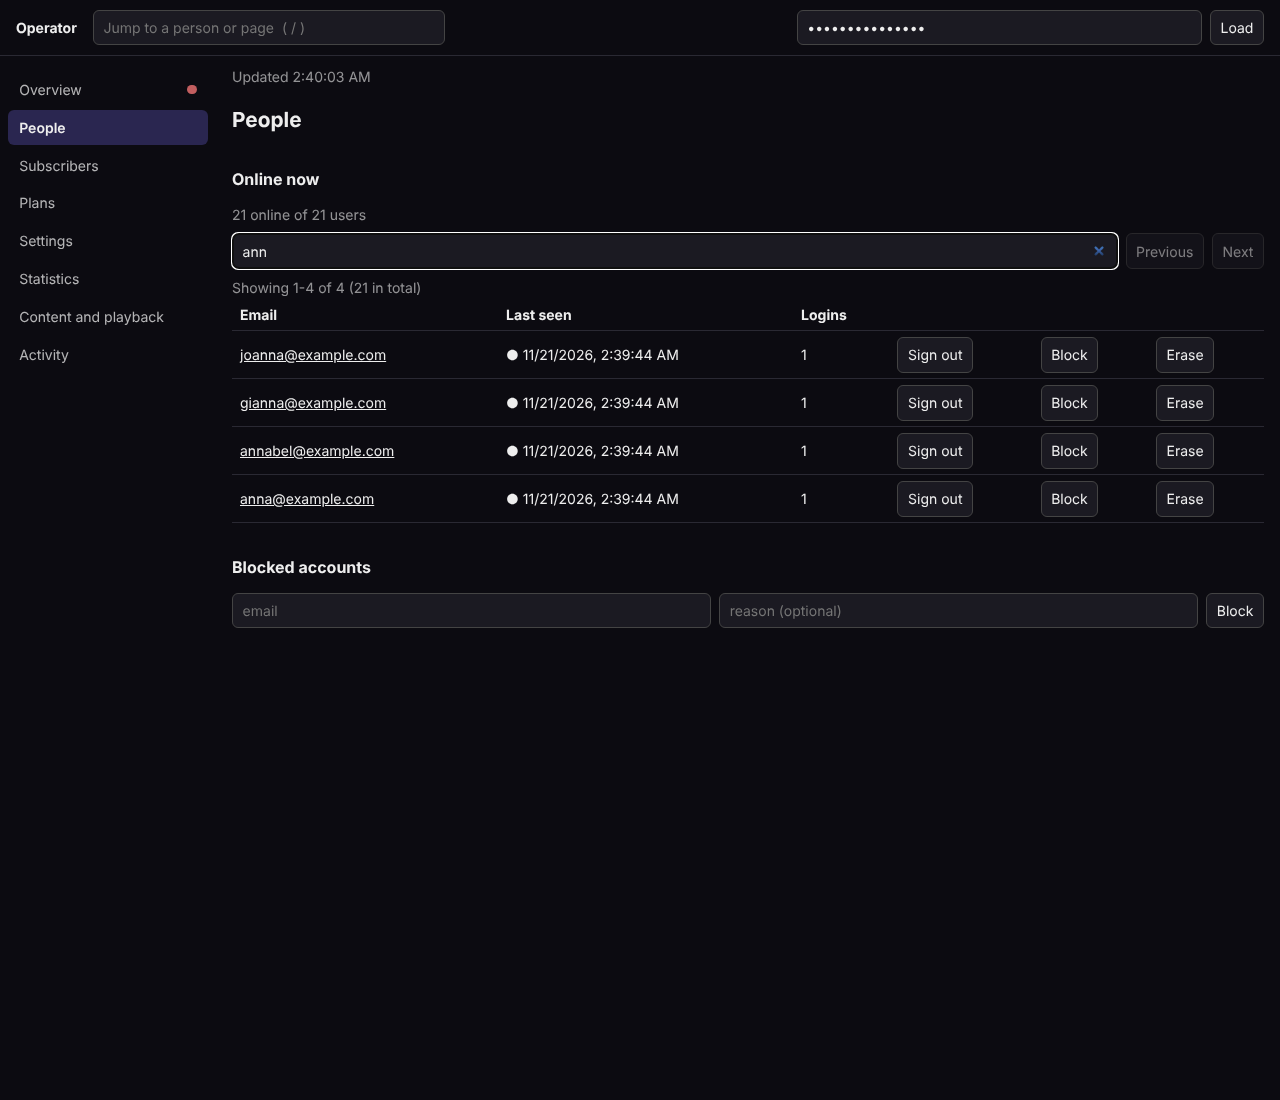 Operator
Jump to a person or page ( / )
•••••••••••••••
Load
Overview
People
Subscribers
Plans
Settings
Statistics
Content and playback
Activity
Updated 2:40:03 AM
People
Online now
21 online of 21 users
ann
Previous
Next
Showing 1-4 of 4 (21 in total)
Email Last seen Logins
joanna@example.com 11/21/2026, 2:39:44 AM 1 Sign out Block Erase
gianna@example.com 11/21/2026, 2:39:44 AM 1 Sign out Block Erase
annabel@example.com 11/21/2026, 2:39:44 AM 1 Sign out Block Erase
anna@example.com 11/21/2026, 2:39:44 AM 1 Sign out Block Erase
Blocked accounts
email
reason (optional)
Block